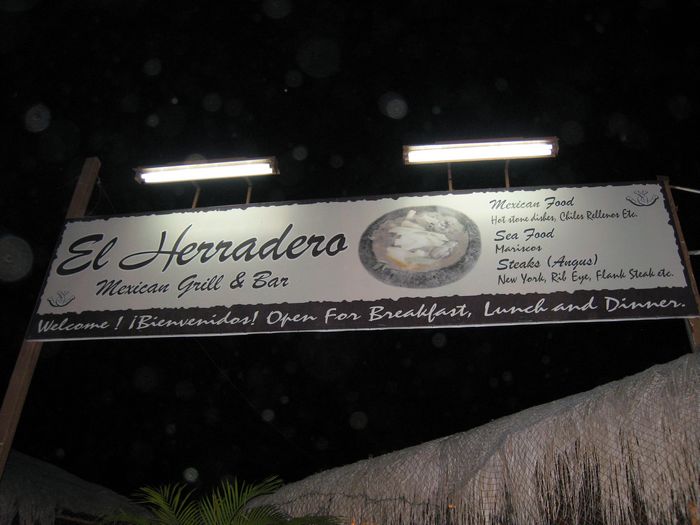 El Herradero
Mexican Grill & Bar
Mexican Food
Hot stone dishes, Chiles Rellenos Etc.
Sea Food
Mariscos
Steaks (Angus)
New York, Rib Eye, Flank Steak etc.
Welcome ! ¡Bienvenidos! Open For Breakfast, Lunch and Dinner.